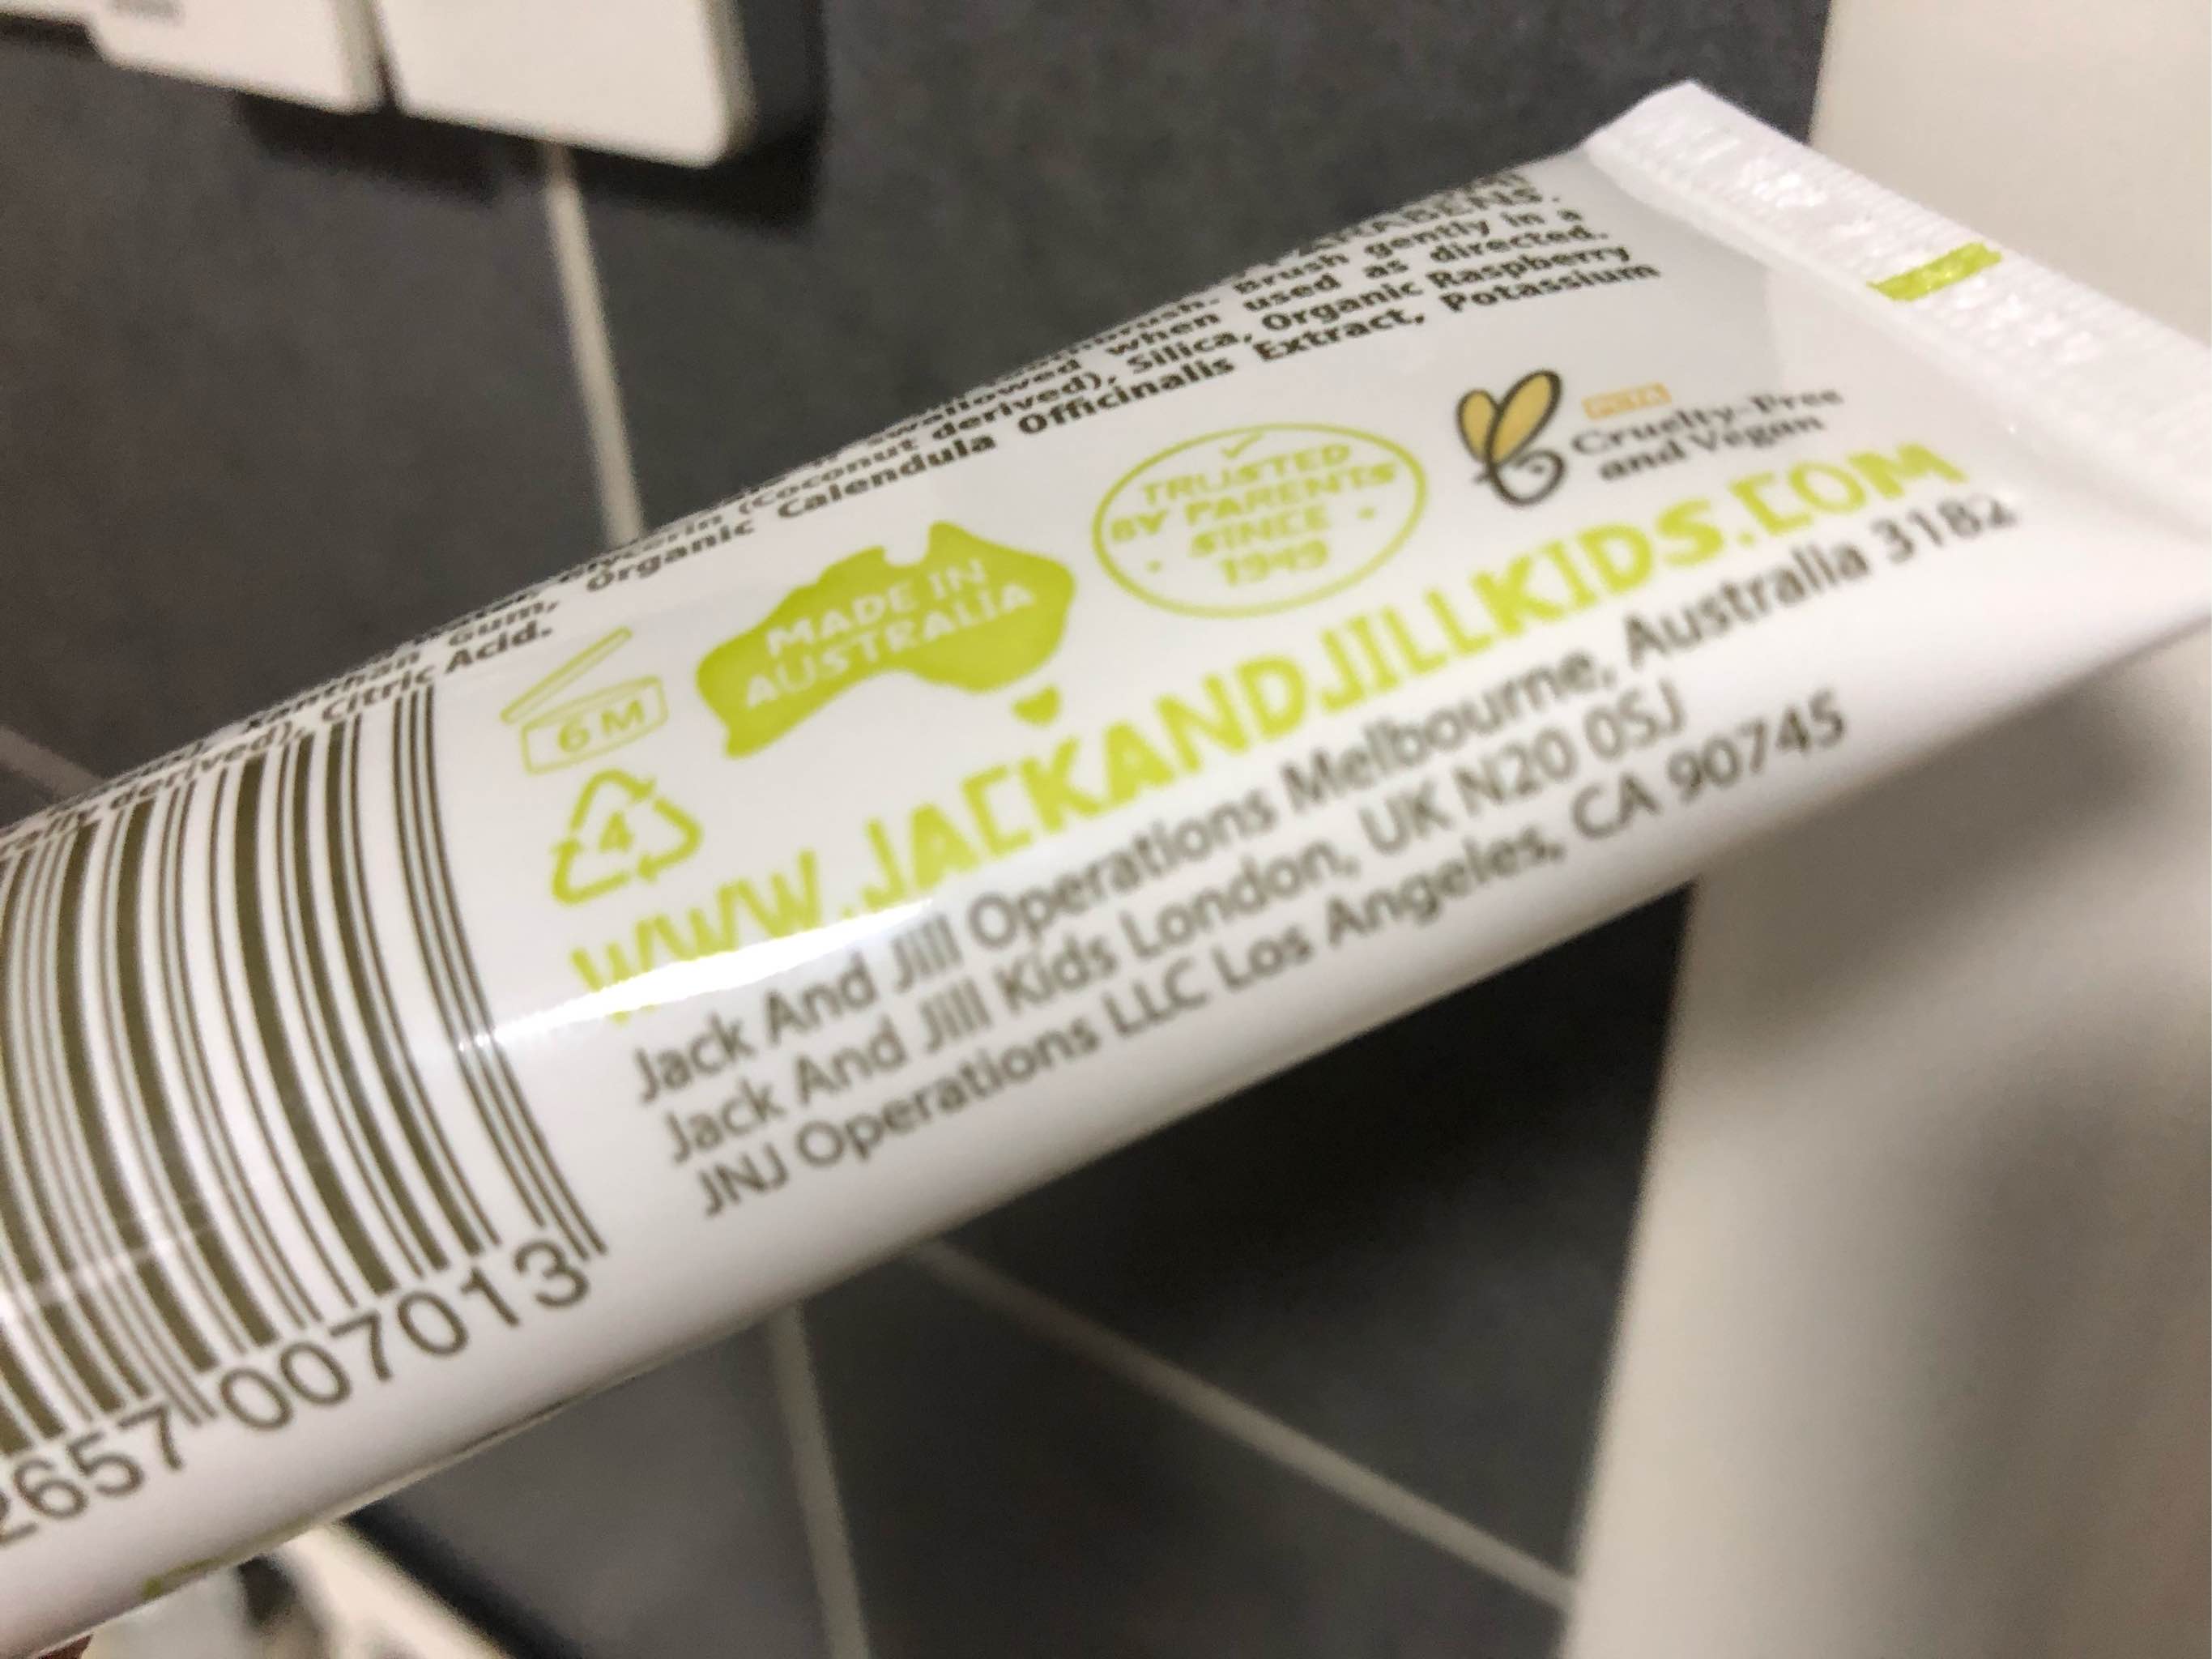 Brush gently in a
swallowed when used as directed.
(Coconut derived), Silica, Organic Raspberry
Gum, Organic Calendula Officinalis Extract, Potassium
Citric Acid.
6M
MADE IN
AUSTRALIA
TRUSTED
BY PARENTS
SINCE
1949
Cruelty-Free
and Vegan
4
WWW.JACKANDJILLKIDS.COM
Jack And Jill Operations Melbourne, Australia 3182
Jack And Jill Kids London, UK N20 0SJ
JNJ Operations LLC Los Angeles, CA 90745
2657 007013